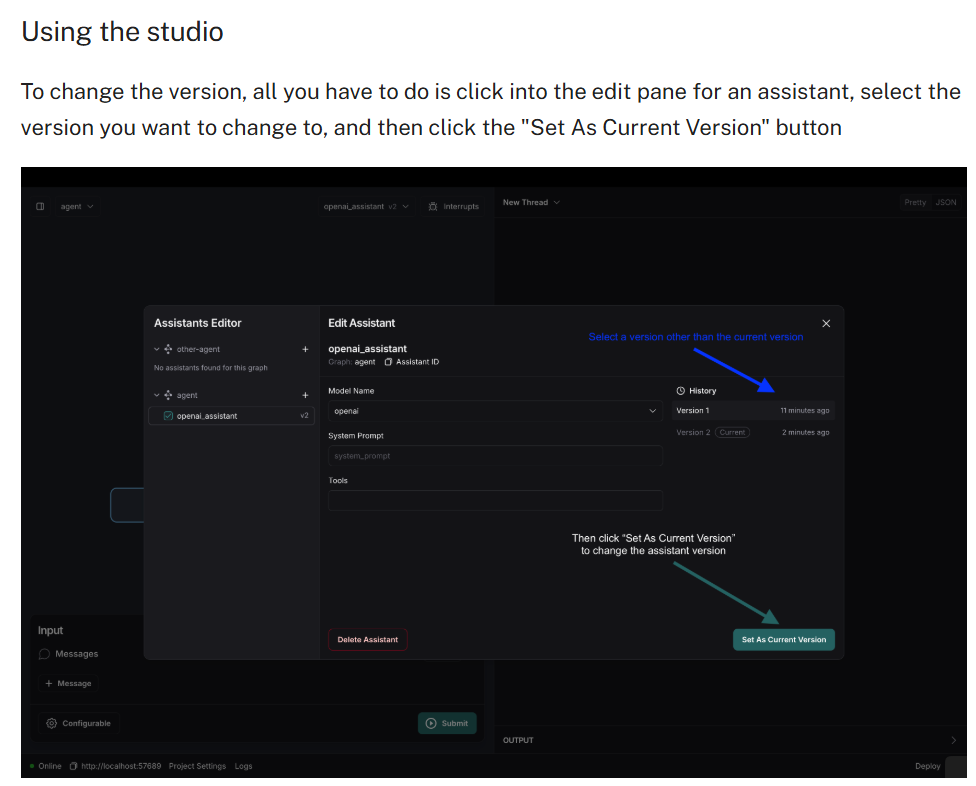 Using the studio
To change the version, all you have to do is click into the edit pane for an assistant, select the
version you want to change to, and then click the "Set As Current Version" button
agent
openai_assistant v2
Interrupts
New Thread
Pretty JSON
Assistants Editor
other-agent +
No assistants found for this graph
agent +
openai_assistant v2
Edit Assistant
openai_assistant
Graph: agent Assistant ID
Model Name
openai
System Prompt
system_prompt
Tools
Select a version other than the current version
History
Version 1 11 minutes ago
Version 2 Current 2 minutes ago
Then click “Set As Current Version”
to change the assistant version
Delete Assistant
Set As Current Version
Input
Messages
+ Message
Configurable
Submit
OUTPUT
Online http://localhost:57689 Project Settings Logs
Deploy